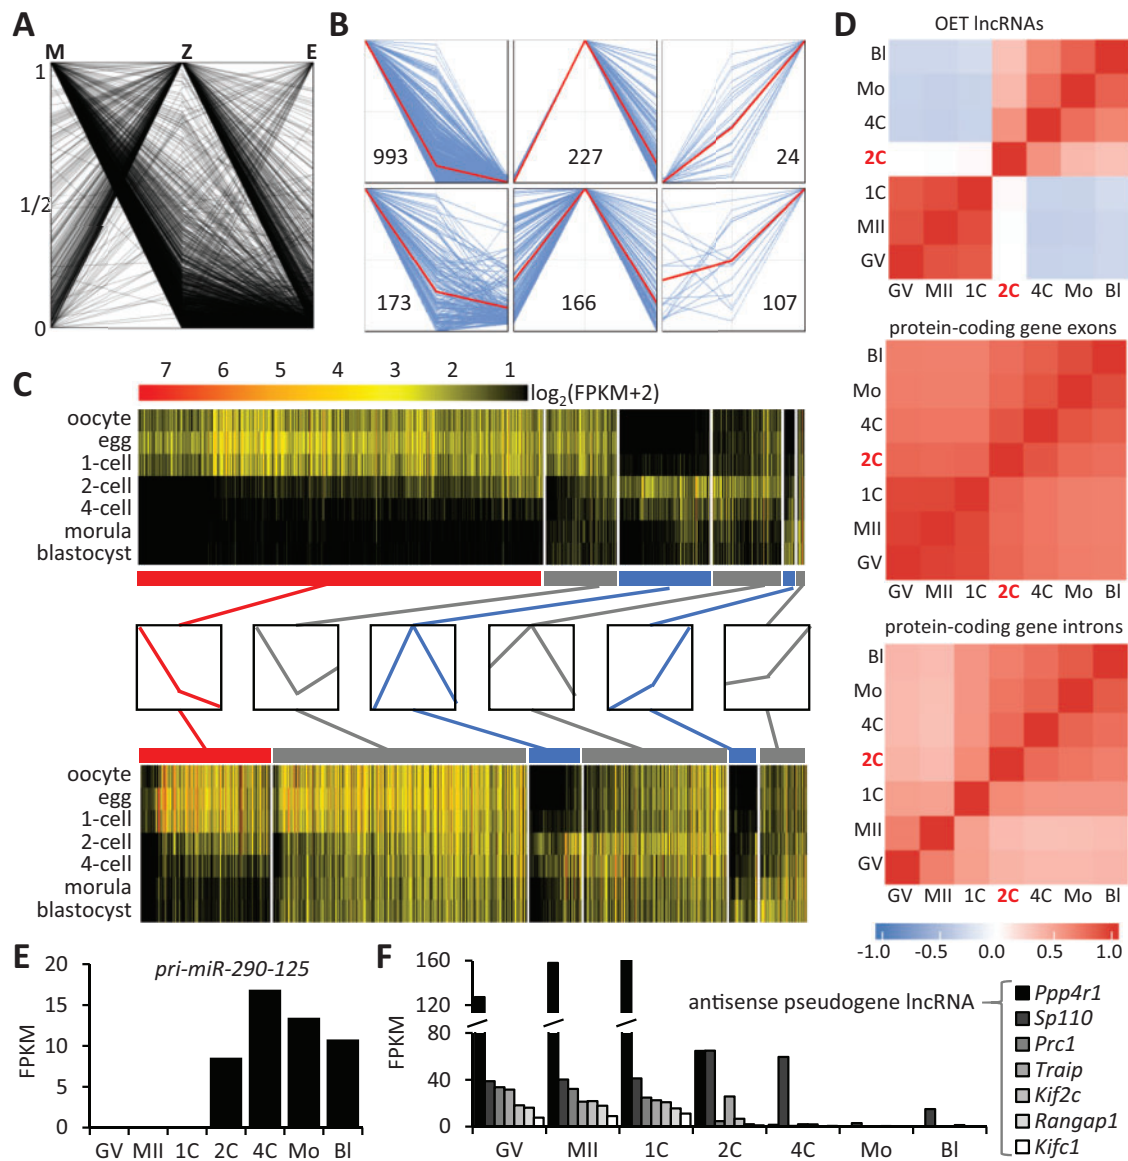 A
M Z E
1
1/2
0
B
993 227 24
173 166 107
C
7 6 5 4 3 2 1
log2(FPKM+2)
oocyte
egg
1-cell
2-cell
4-cell
morula
blastocyst
oocyte
egg
1-cell
2-cell
4-cell
morula
blastocyst
D
OET lncRNAs
Bl
Mo
4C
2C
1C
MII
GV
GV MII 1C 2C 4C Mo Bl
protein-coding gene exons
Bl
Mo
4C
2C
1C
MII
GV
GV MII 1C 2C 4C Mo Bl
protein-coding gene introns
Bl
Mo
4C
2C
1C
MII
GV
GV MII 1C 2C 4C Mo Bl
-1.0 -0.5 0.0 0.5 1.0
E
pri-miR-290-125
FPKM
20
15
10
5
0
GV MII 1C 2C 4C Mo Bl
F
FPKM
160
120
80
40
0
GV MII 1C 2C 4C Mo Bl
antisense pseudogene lncRNA
Ppp4r1
Sp110
Prc1
Traip
Kif2c
Rangap1
Kifc1